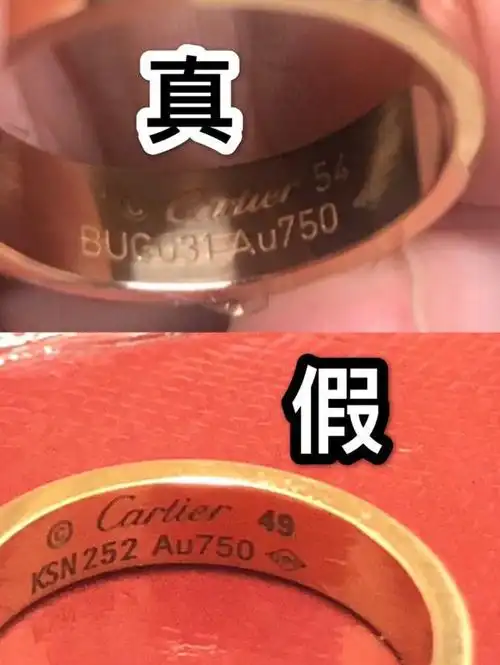 真
© Cartier 54
BUG031 Au750
假
© Cartier 49
KSN252 Au750